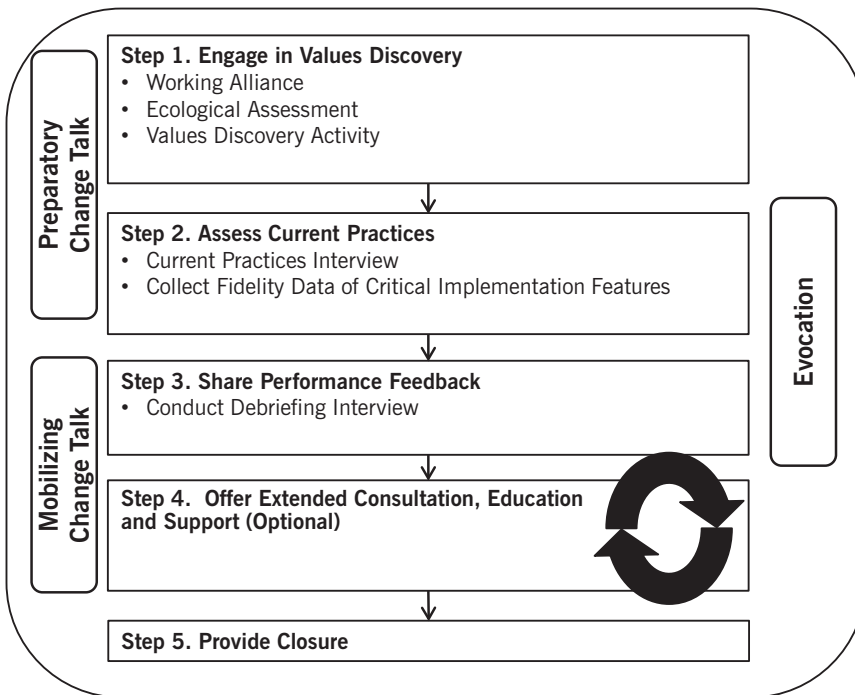 Preparatory
Change Talk
Step 1. Engage in Values Discovery
• Working Alliance
• Ecological Assessment
• Values Discovery Activity
Step 2. Assess Current Practices
• Current Practices Interview
• Collect Fidelity Data of Critical Implementation Features
Mobilizing
Change Talk
Step 3. Share Performance Feedback
• Conduct Debriefing Interview
Step 4. Offer Extended Consultation, Education
and Support (Optional)
Step 5. Provide Closure
Evocation